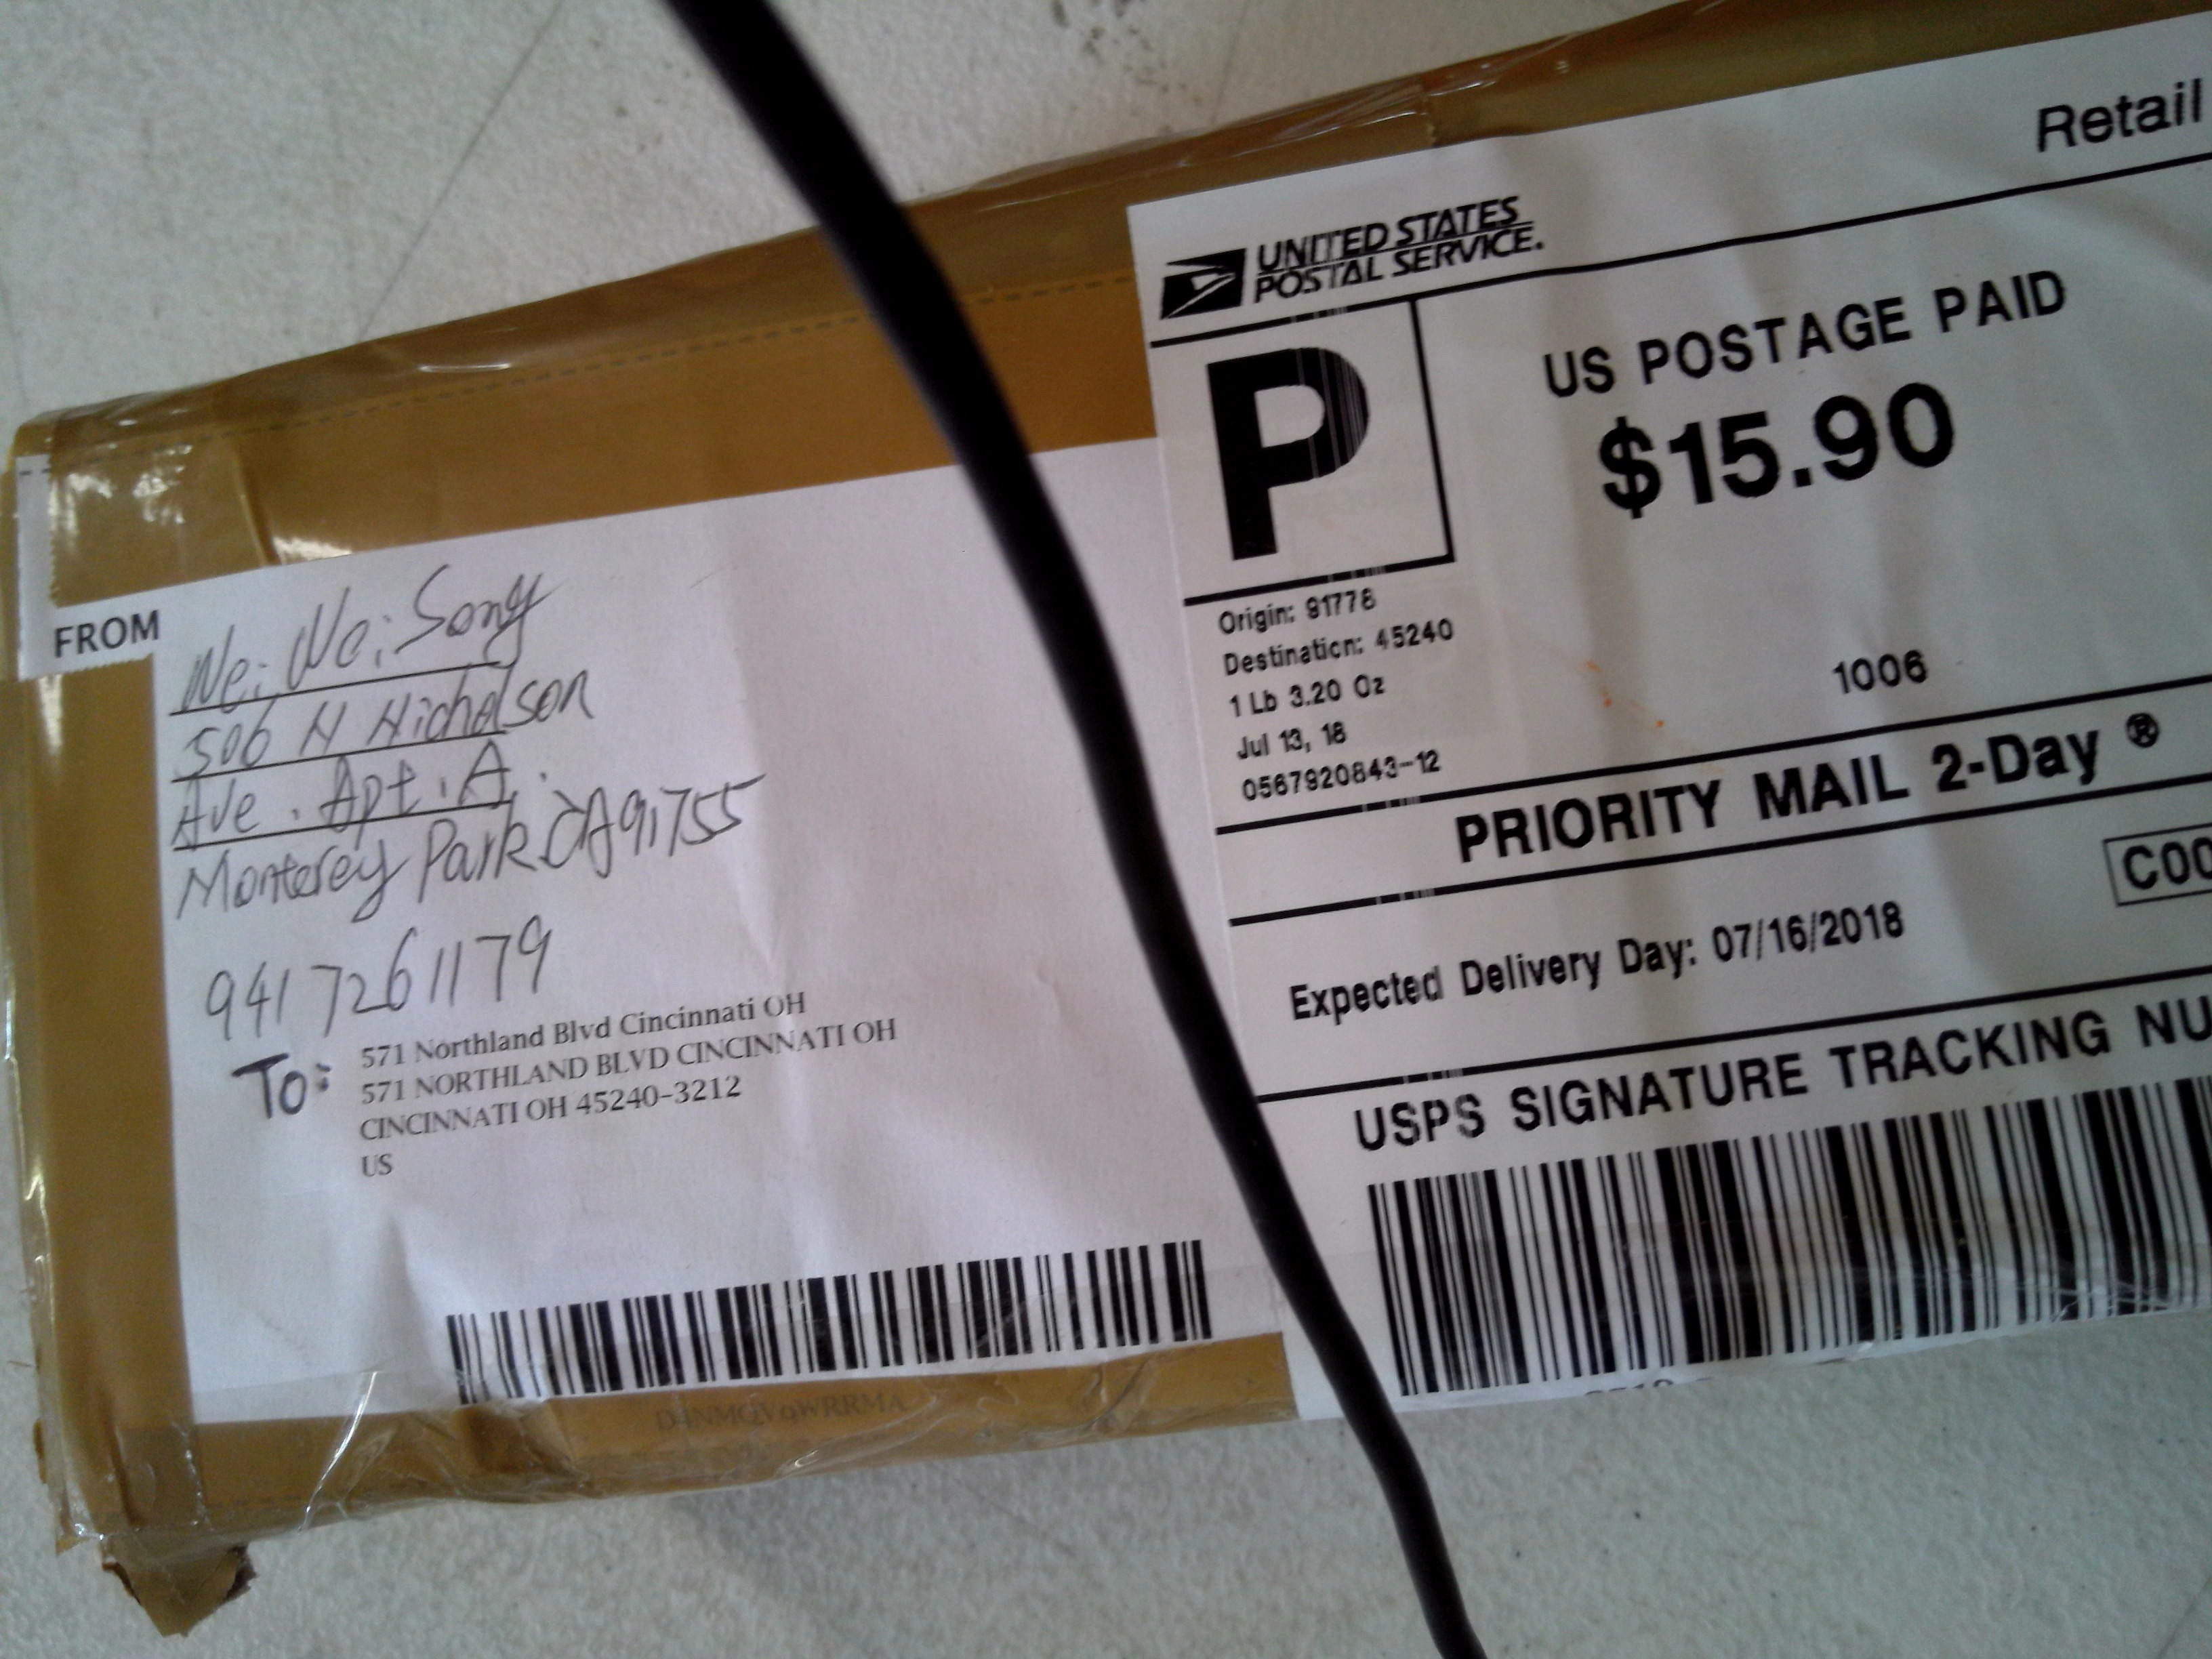 FROM
Wei Wei Song
506 N Nicholson
Ave. Apt. A.
Monterey Park CA 91755
9417261179
To:
571 Northland Blvd Cincinnati OH
571 NORTHLAND BLVD CINCINNATI OH
CINCINNATI OH 45240-3212
US
Retail
UNITED STATES
POSTAL SERVICE.
P
US POSTAGE PAID
$15.90
Origin: 91778
Destination: 45240
1 Lb 3.20 Oz
Jul 13, 18
0567920843-12
1006
PRIORITY MAIL 2-Day ®
C00
Expected Delivery Day: 07/16/2018
USPS SIGNATURE TRACKING NU